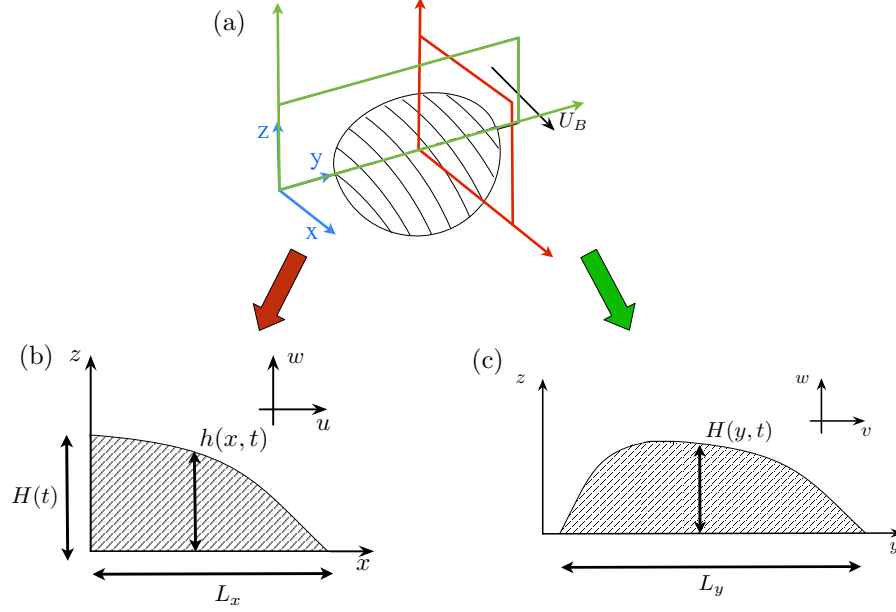 (a)
z
y
x
U_B
(b)
z
w
u
h(x, t)
H(t)
x
L_x
(c)
z
w
v
H(y, t)
y
L_y